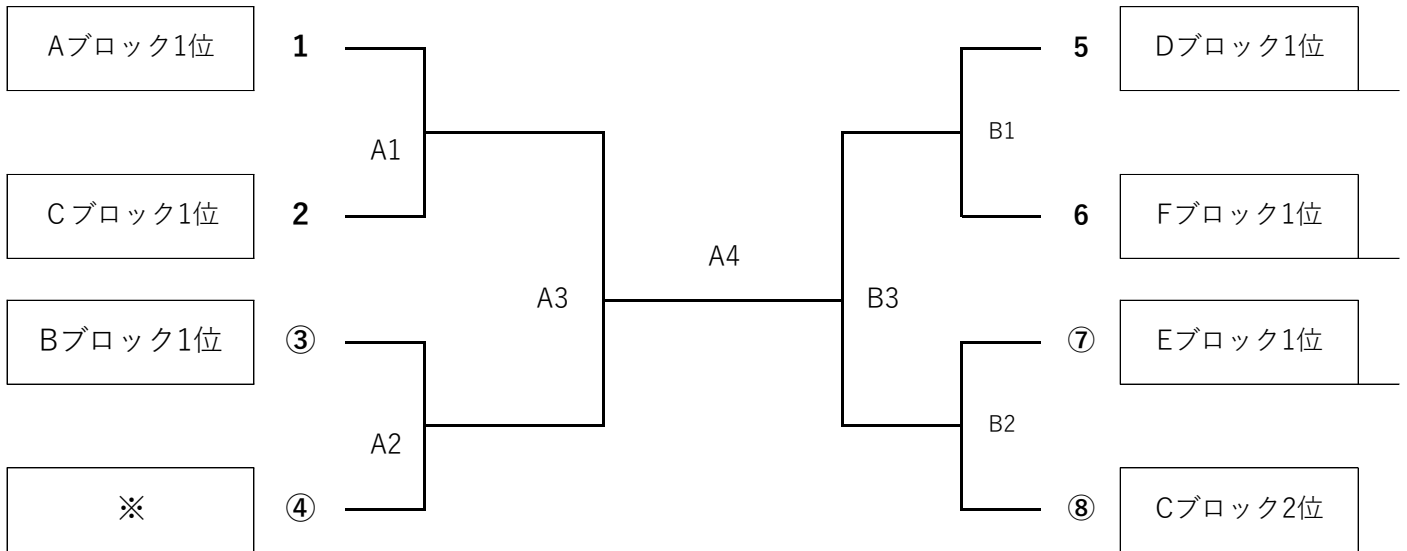 Aブロック1位 1
5 Dブロック1位
A1
B1
Cブロック1位 2
6 Fブロック1位
A4
A3
B3
Bブロック1位 ③
⑦ Eブロック1位
A2
B2
※ ④
⑧ Cブロック2位